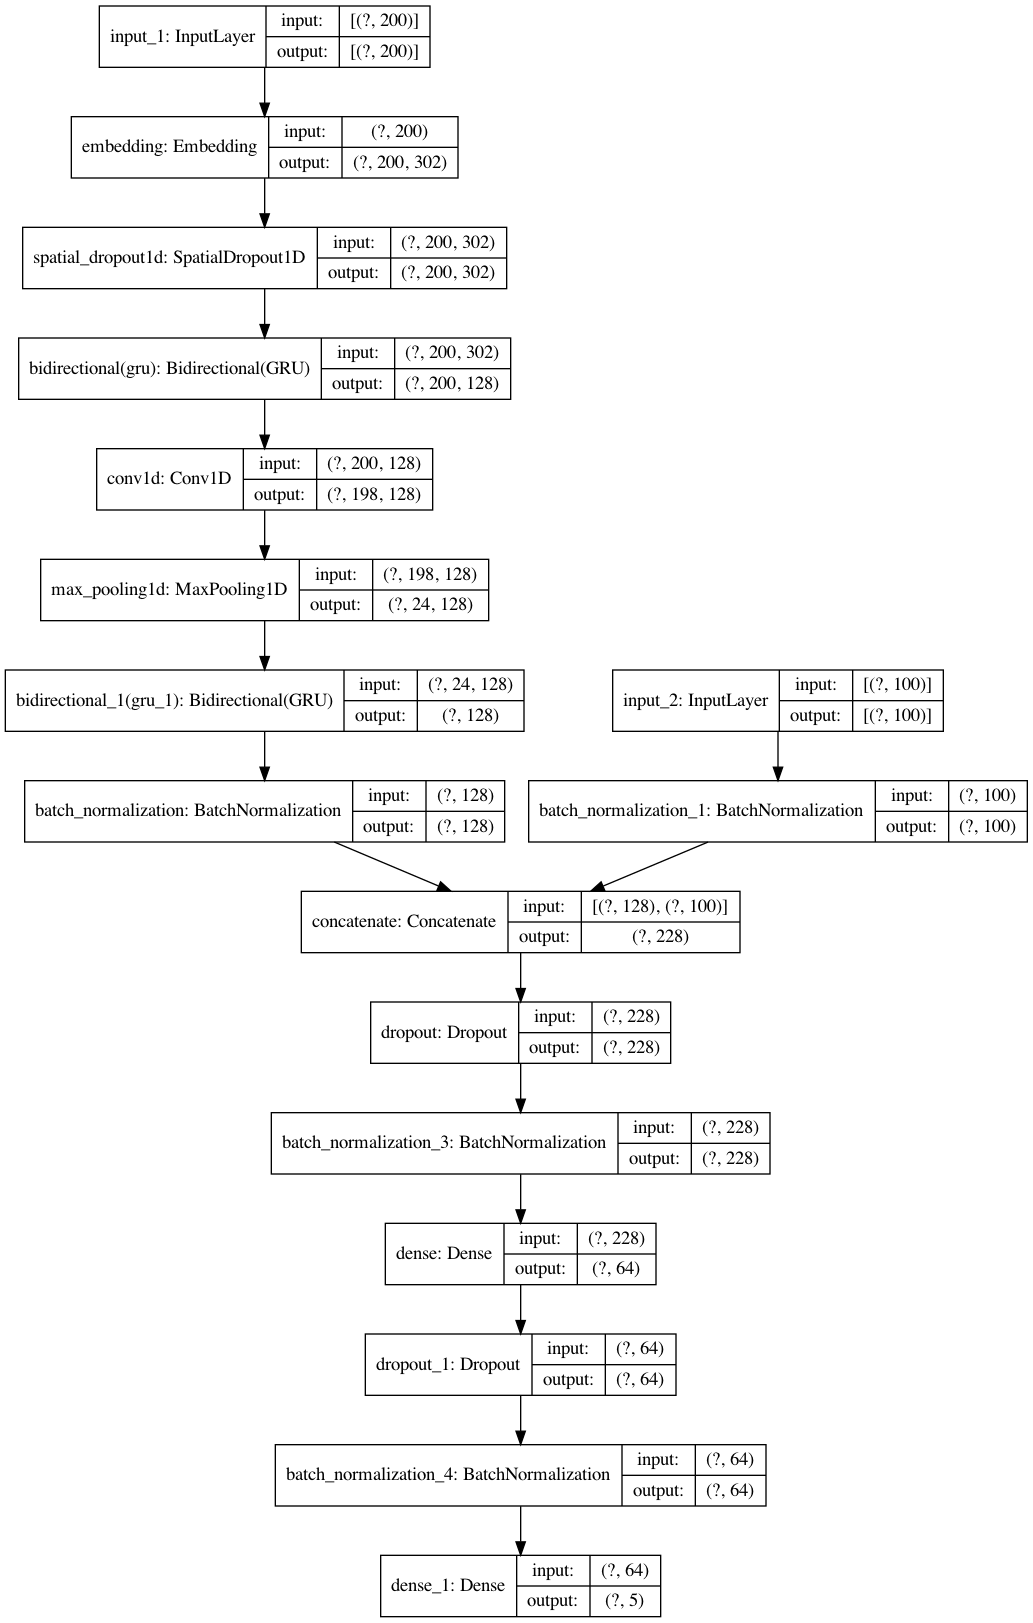 input_1: InputLayer
input: [(?, 200)]
output: [(?, 200)]
embedding: Embedding
input: (?, 200)
output: (?, 200, 302)
spatial_dropout1d: SpatialDropout1D
input: (?, 200, 302)
output: (?, 200, 302)
bidirectional(gru): Bidirectional(GRU)
input: (?, 200, 302)
output: (?, 200, 128)
conv1d: Conv1D
input: (?, 200, 128)
output: (?, 198, 128)
max_pooling1d: MaxPooling1D
input: (?, 198, 128)
output: (?, 24, 128)
bidirectional_1(gru_1): Bidirectional(GRU)
input: (?, 24, 128)
output: (?, 128)
input_2: InputLayer
input: [(?, 100)]
output: [(?, 100)]
batch_normalization: BatchNormalization
input: (?, 128)
output: (?, 128)
batch_normalization_1: BatchNormalization
input: (?, 100)
output: (?, 100)
concatenate: Concatenate
input: [(?, 128), (?, 100)]
output: (?, 228)
dropout: Dropout
input: (?, 228)
output: (?, 228)
batch_normalization_3: BatchNormalization
input: (?, 228)
output: (?, 228)
dense: Dense
input: (?, 228)
output: (?, 64)
dropout_1: Dropout
input: (?, 64)
output: (?, 64)
batch_normalization_4: BatchNormalization
input: (?, 64)
output: (?, 64)
dense_1: Dense
input: (?, 64)
output: (?, 5)